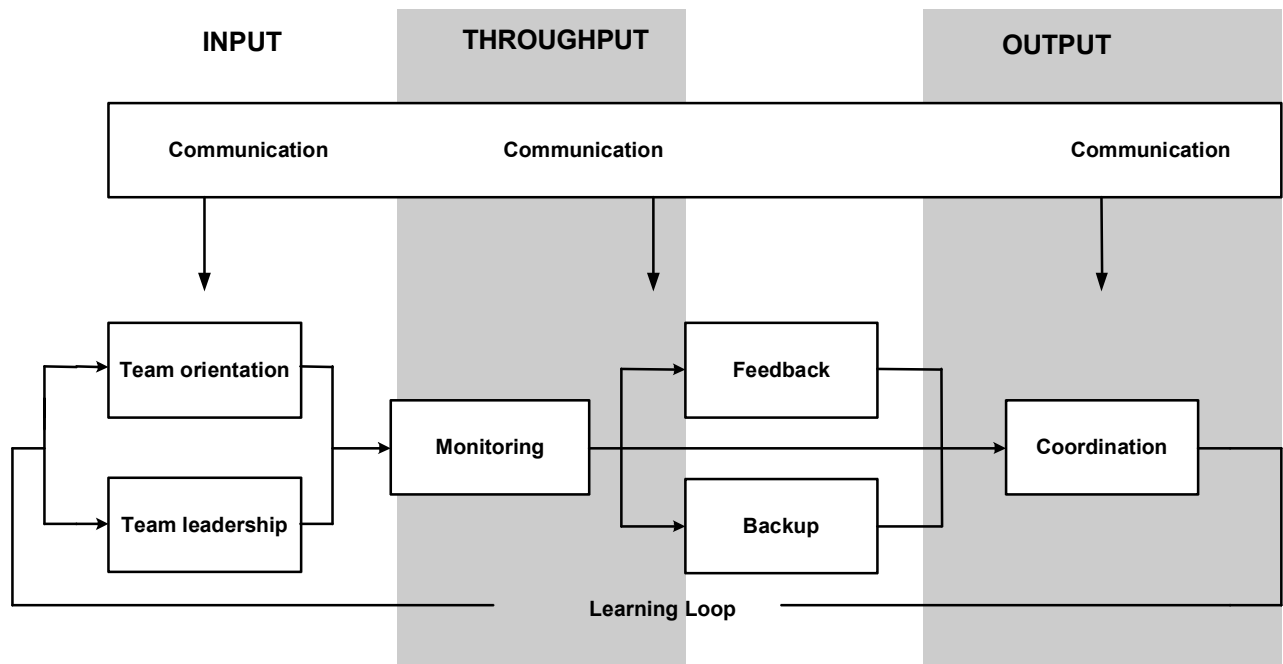 INPUT
THROUGHPUT
OUTPUT
Communication
Communication
Communication
Team orientation
Feedback
Monitoring
Coordination
Team leadership
Backup
Learning Loop